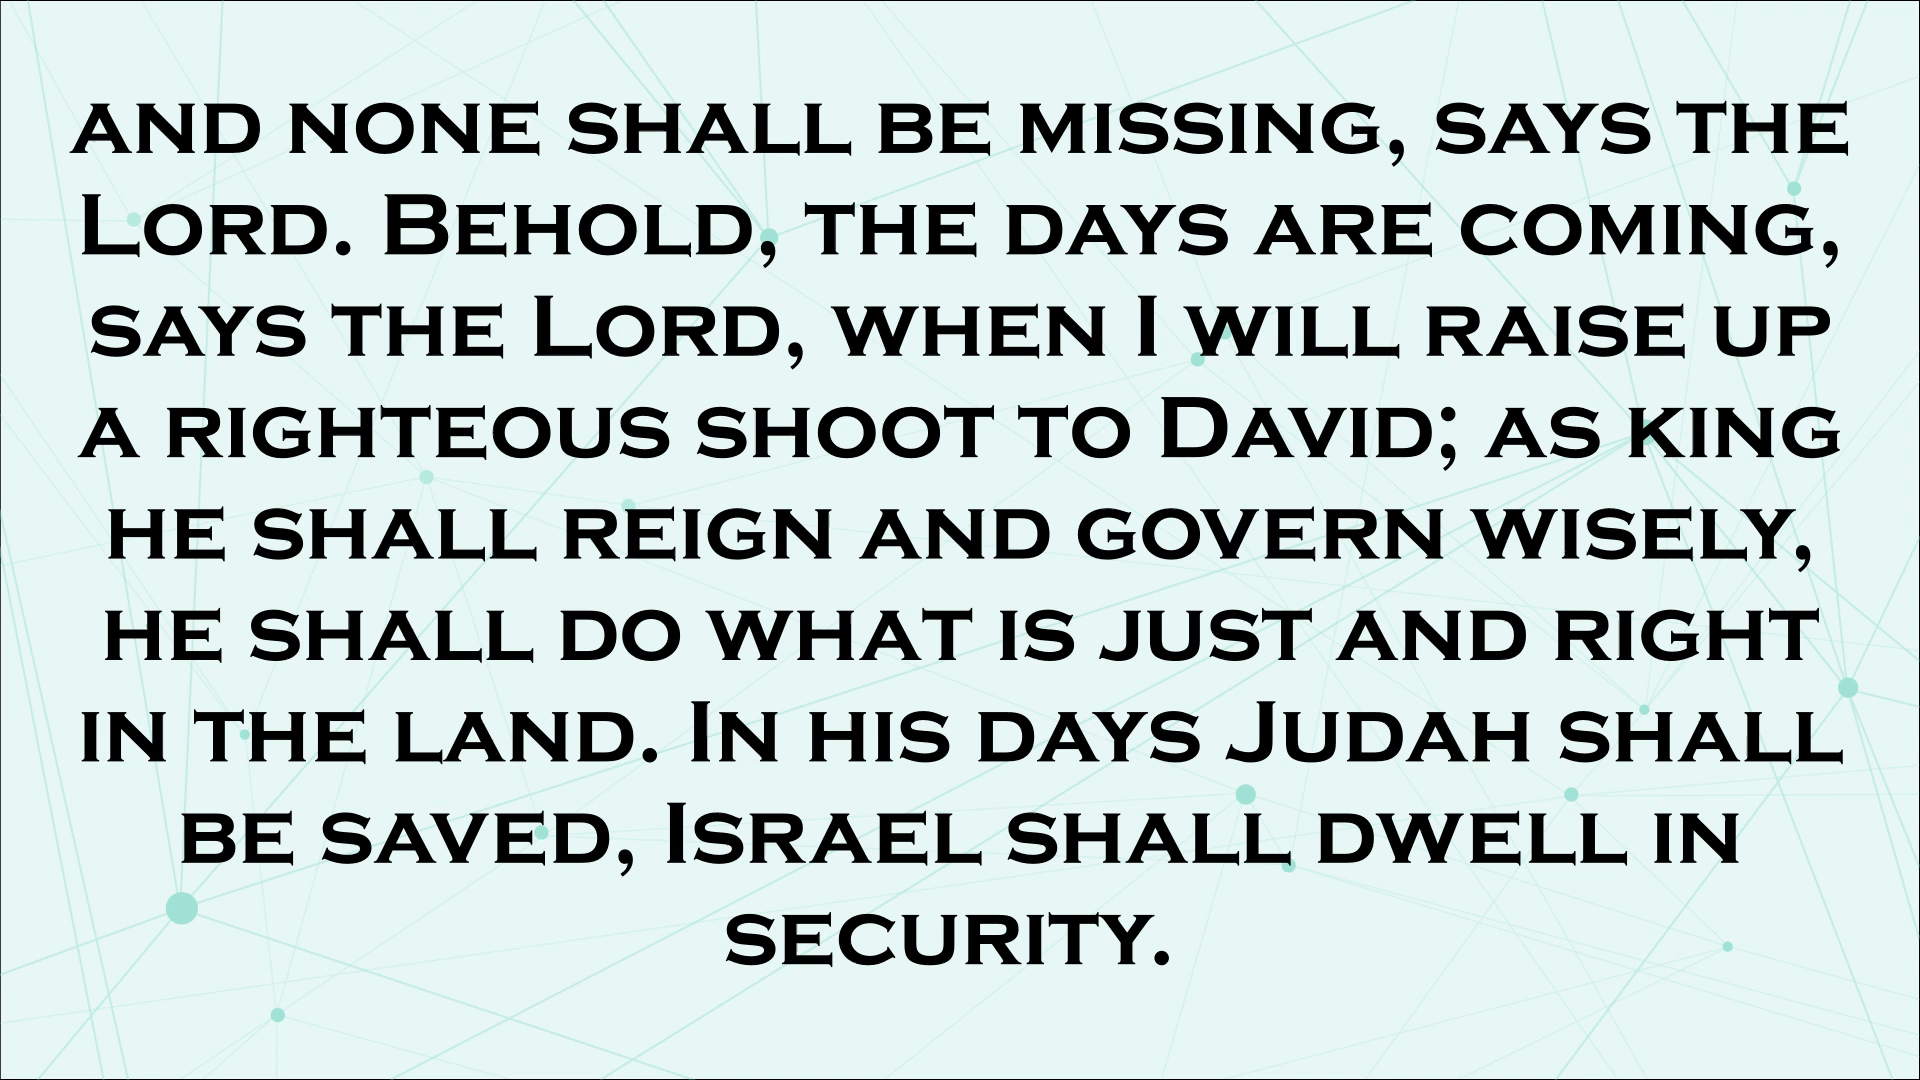 and none shall be missing, says the
Lord. Behold, the days are coming,
says the Lord, when I will raise up
a righteous shoot to David; as king
he shall reign and govern wisely,
he shall do what is just and right
in the land. In his days Judah shall
be saved, Israel shall dwell in
security.